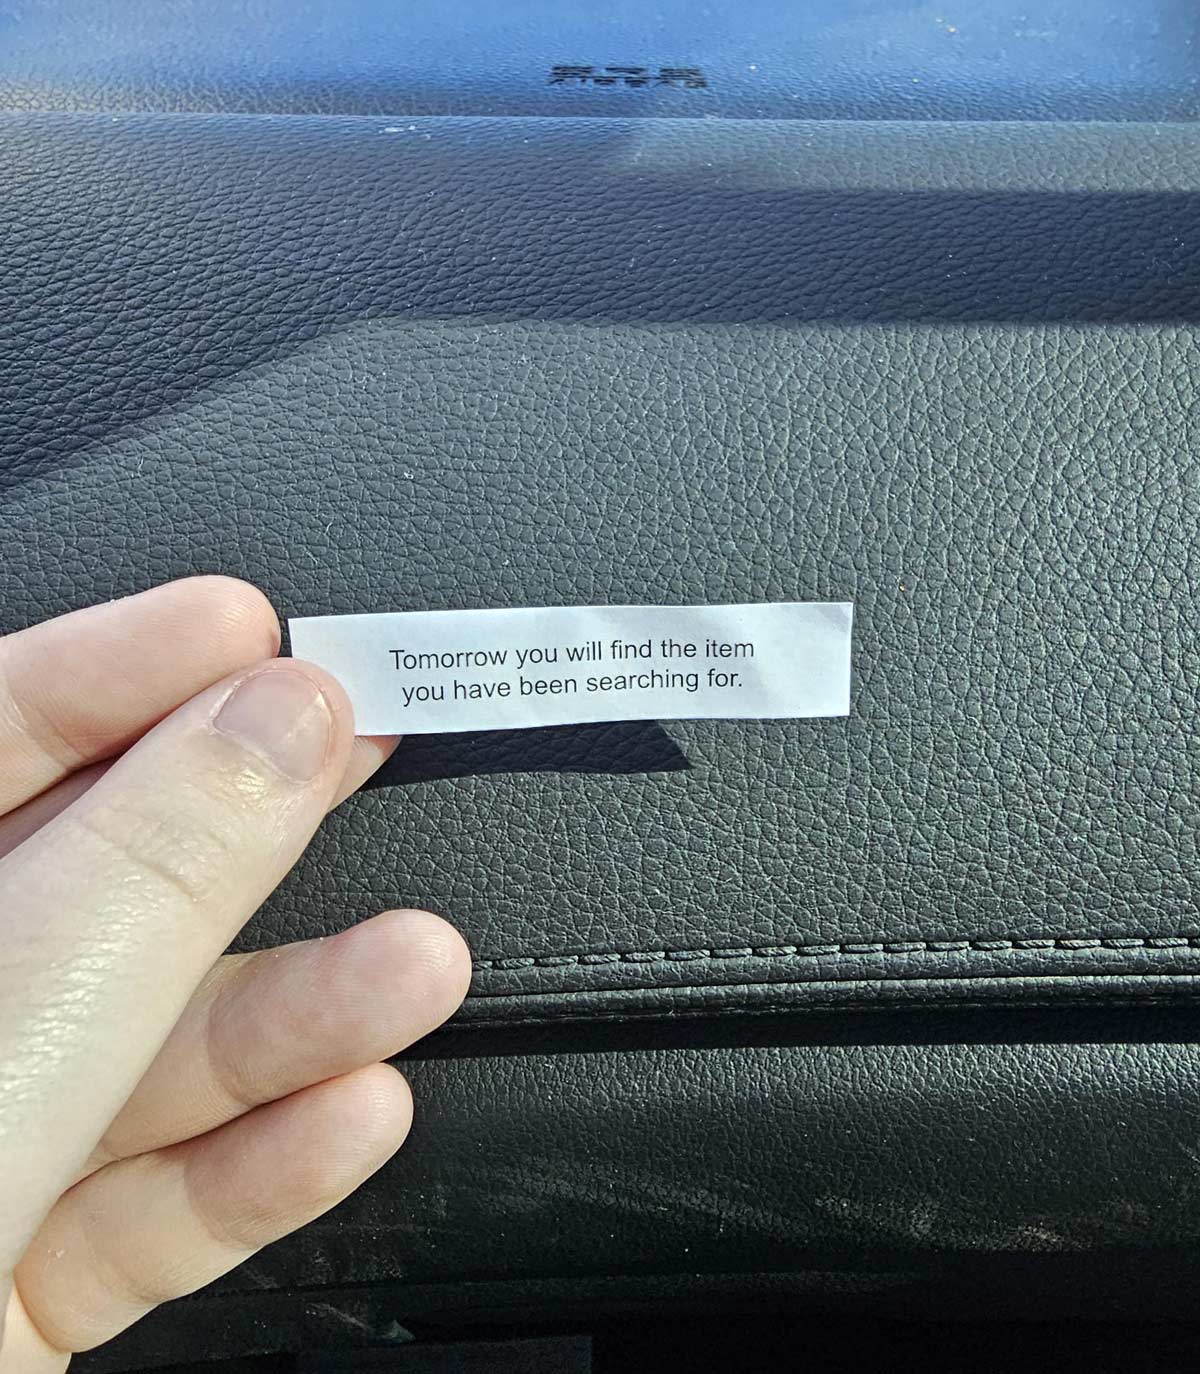 Tomorrow you will find the item
you have been searching for.